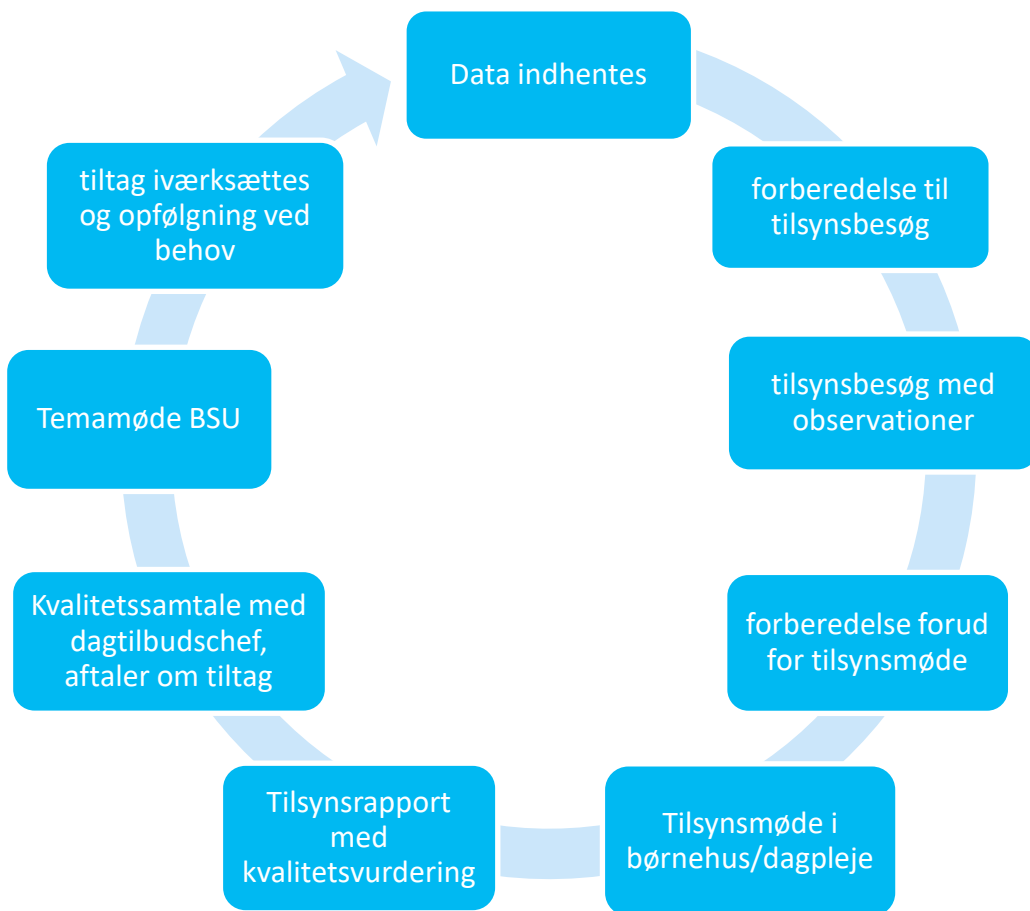 Data indhentes
forberedelse til
tilsynsbesøg
tilsynsbesøg med
observationer
forberedelse forud
for tilsynsmøde
Tilsynsmøde i
børnehus/dagpleje
Tilsynsrapport
med
kvalitetsvurdering
Kvalitetssamtale med
dagtilbudschef,
aftaler om tiltag
Temamøde BSU
tiltag iværksættes
og opfølgning ved
behov